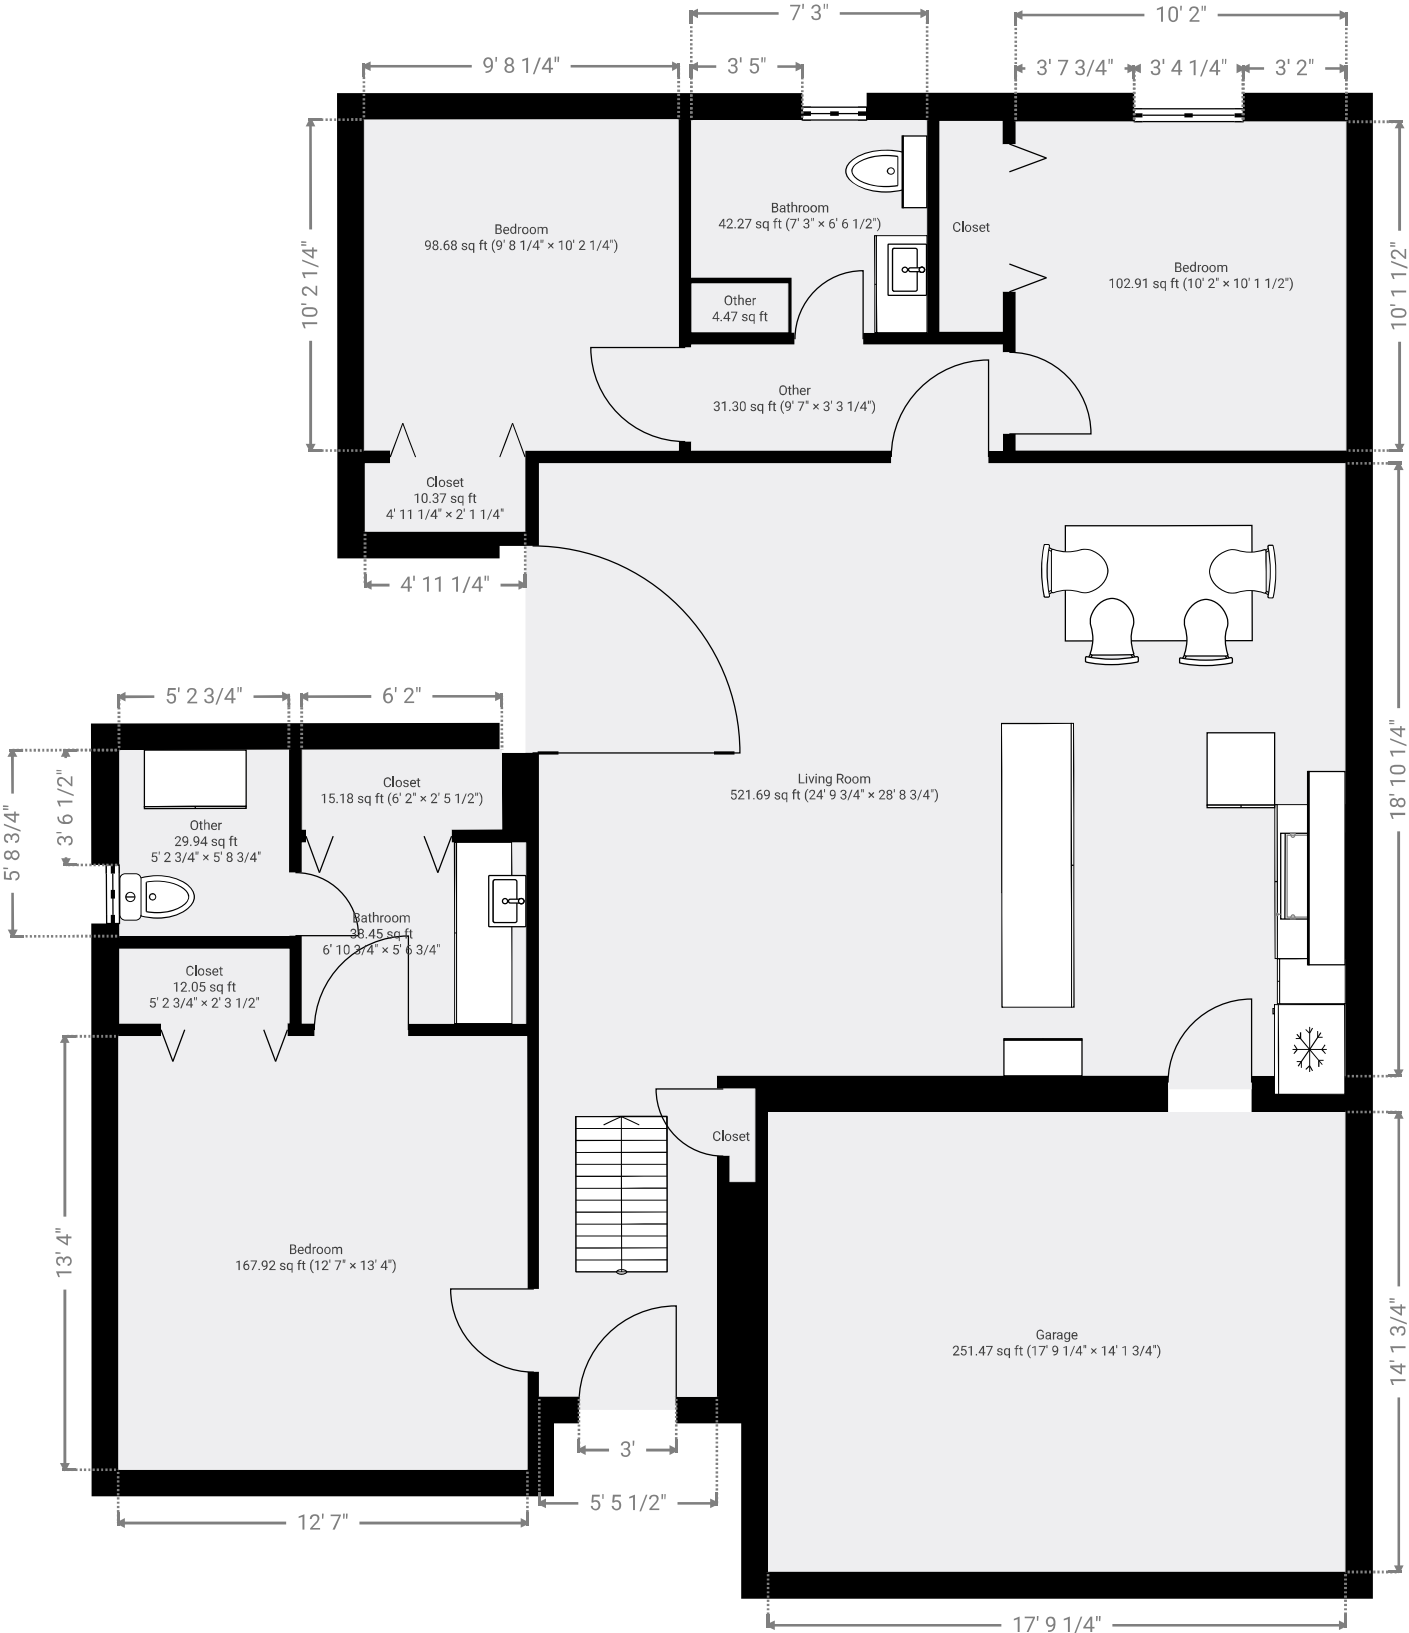 7' 3"
10' 2"
9' 8 1/4"
3' 5"
3' 7 3/4"
3' 4 1/4"
3' 2"
10' 2 1/4"
10' 1 1/2"
Bedroom
98.68 sq ft (9' 8 1/4" × 10' 2 1/4")
Bathroom
42.27 sq ft (7' 3" × 6' 6 1/2")
Closet
Bedroom
102.91 sq ft (10' 2" × 10' 1 1/2")
Other
4.47 sq ft
Other
31.30 sq ft (9' 7" × 3' 3 1/4")
Closet
10.37 sq ft
4' 11 1/4" × 2' 1 1/4"
4' 11 1/4"
5' 2 3/4"
6' 2"
18' 10 1/4"
5' 8 3/4"
3' 6 1/2"
Closet
15.18 sq ft (6' 2" × 2' 5 1/2")
Living Room
521.69 sq ft (24' 9 3/4" × 28' 8 3/4")
Other
29.94 sq ft
5' 2 3/4" × 5' 8 3/4"
Bathroom
38.45 sq ft
6' 10 3/4" × 5' 6 3/4"
Closet
12.05 sq ft
5' 2 3/4" × 2' 3 1/2"
Closet
13' 4"
Bedroom
167.92 sq ft (12' 7" × 13' 4")
14' 1 3/4"
Garage
251.47 sq ft (17' 9 1/4" × 14' 1 3/4")
3'
5' 5 1/2"
12' 7"
17' 9 1/4"